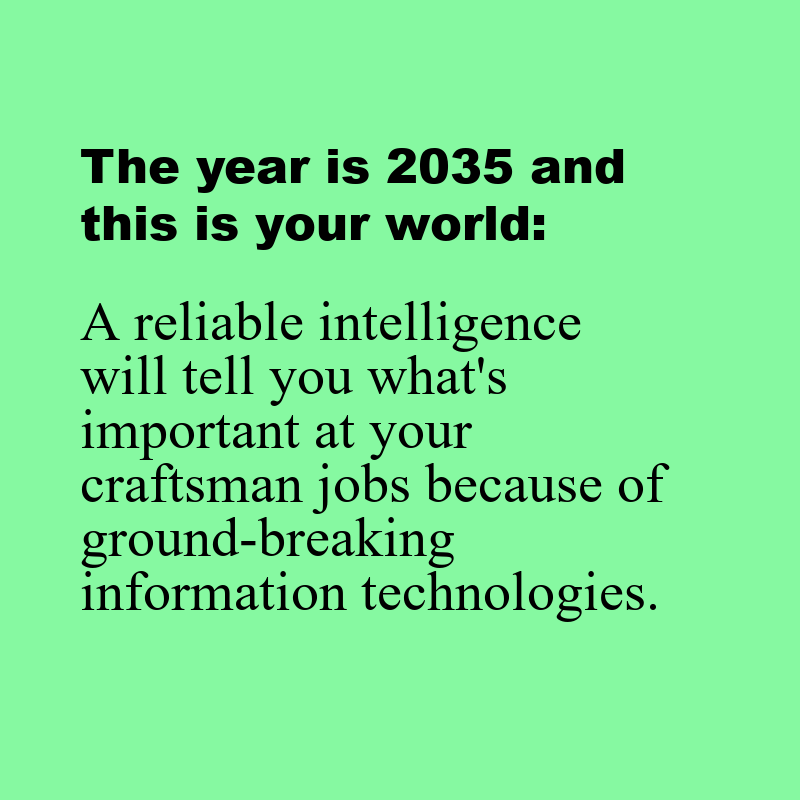 The year is 2035 and
this is your world:
A reliable intelligence
will tell you what's
important at your
craftsman jobs because of
ground-breaking
information technologies.